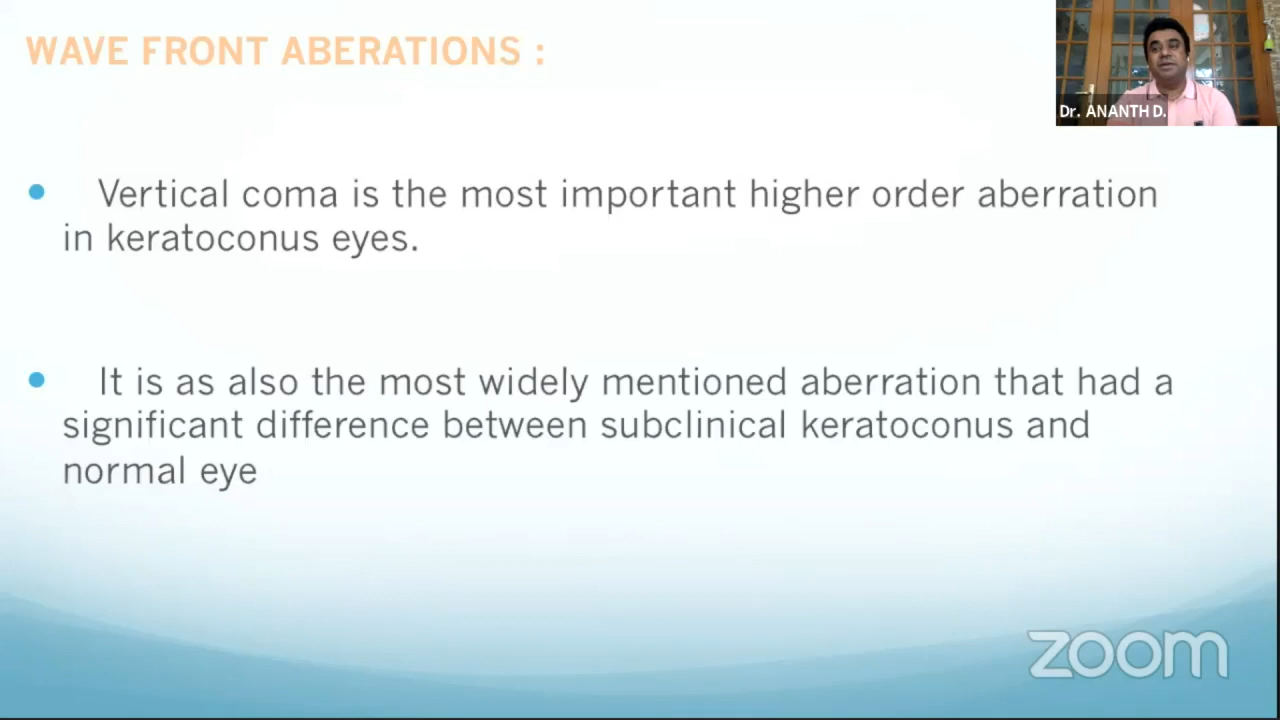 WAVE FRONT ABERATIONS :
Dr. ANANTH D.
Vertical coma is the most important higher order aberration
in keratoconus eyes.
It is as also the most widely mentioned aberration that had a
significant difference between subclinical keratoconus and
normal eye
zoom